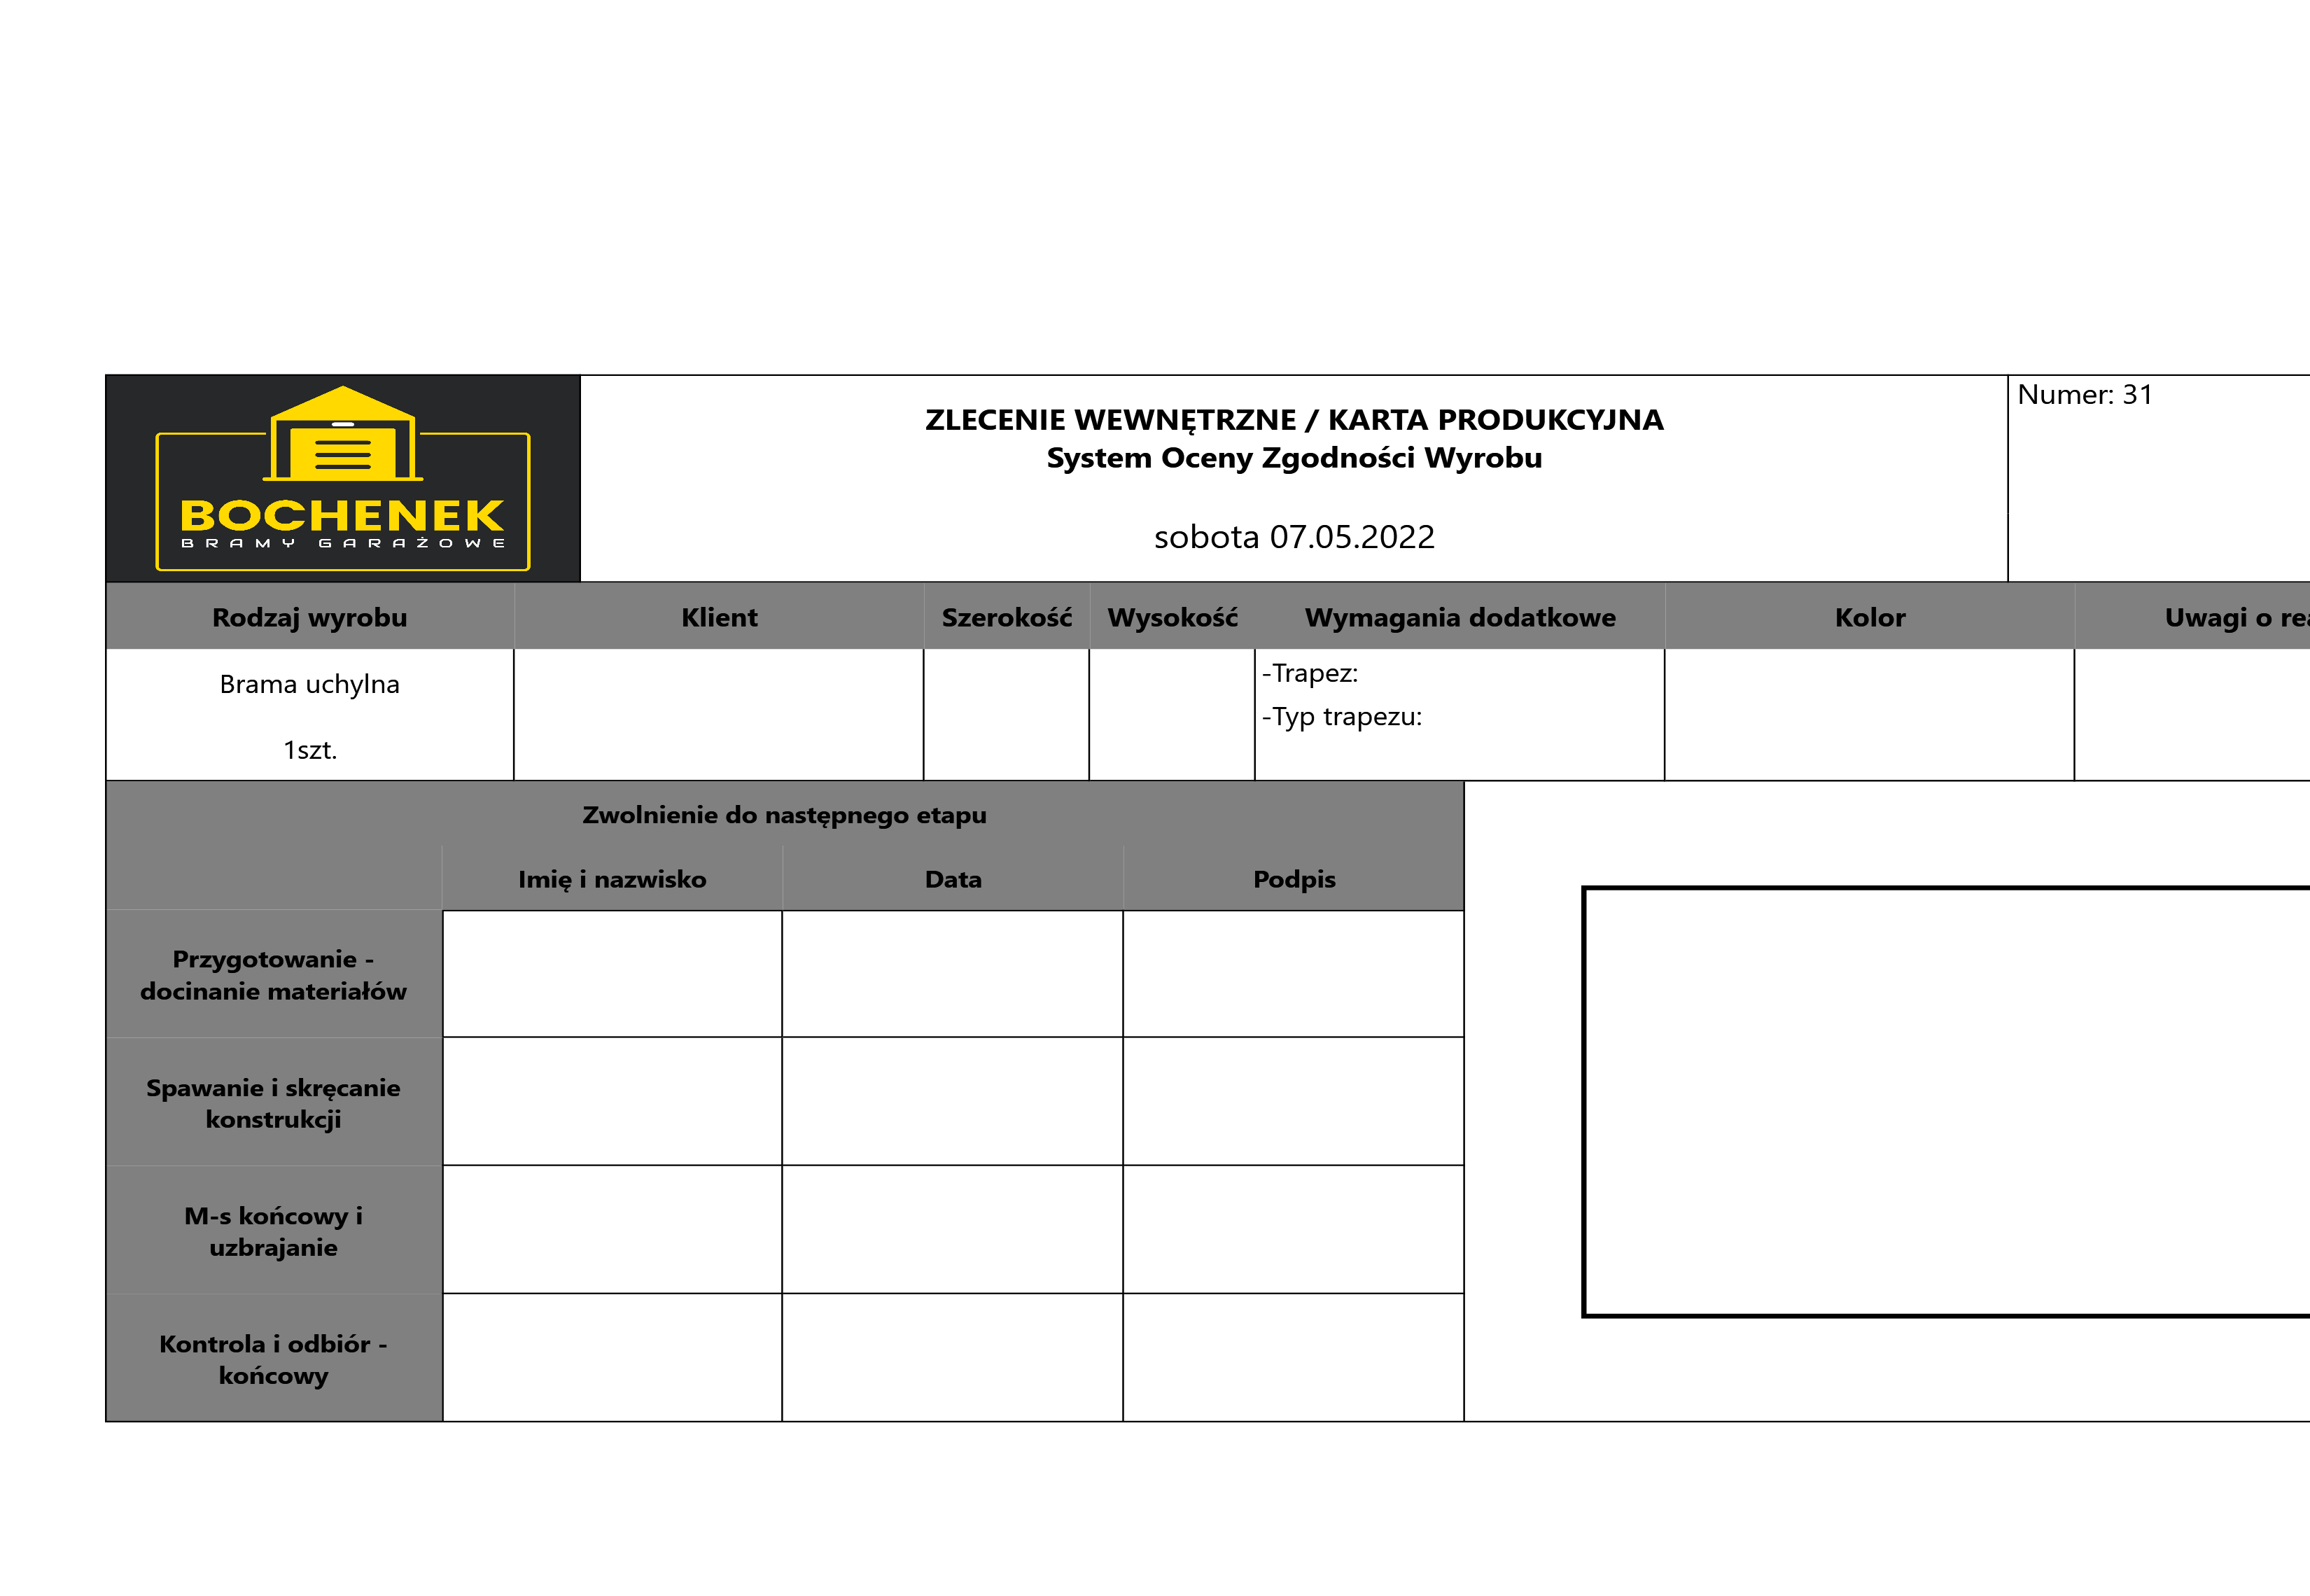 BOCHENEK
BRAMY GARAŻOWE
ZLECENIE WEWNĘTRZNE / KARTA PRODUKCYJNA
System Oceny Zgodności Wyrobu
sobota 07.05.2022
Numer: 31
Rodzaj wyrobu Klient Szerokość Wysokość Wymagania dodatkowe Kolor Uwagi o
Brama uchylna
1szt.
-Trapez:
-Typ trapezu:
Zwolnienie do następnego etapu
Imię i nazwisko Data Podpis
Przygotowanie -
docinanie materiałów
Spawanie i skręcanie
konstrukcji
M-s końcowy i
uzbrajanie
Kontrola i odbiór -
końcowy